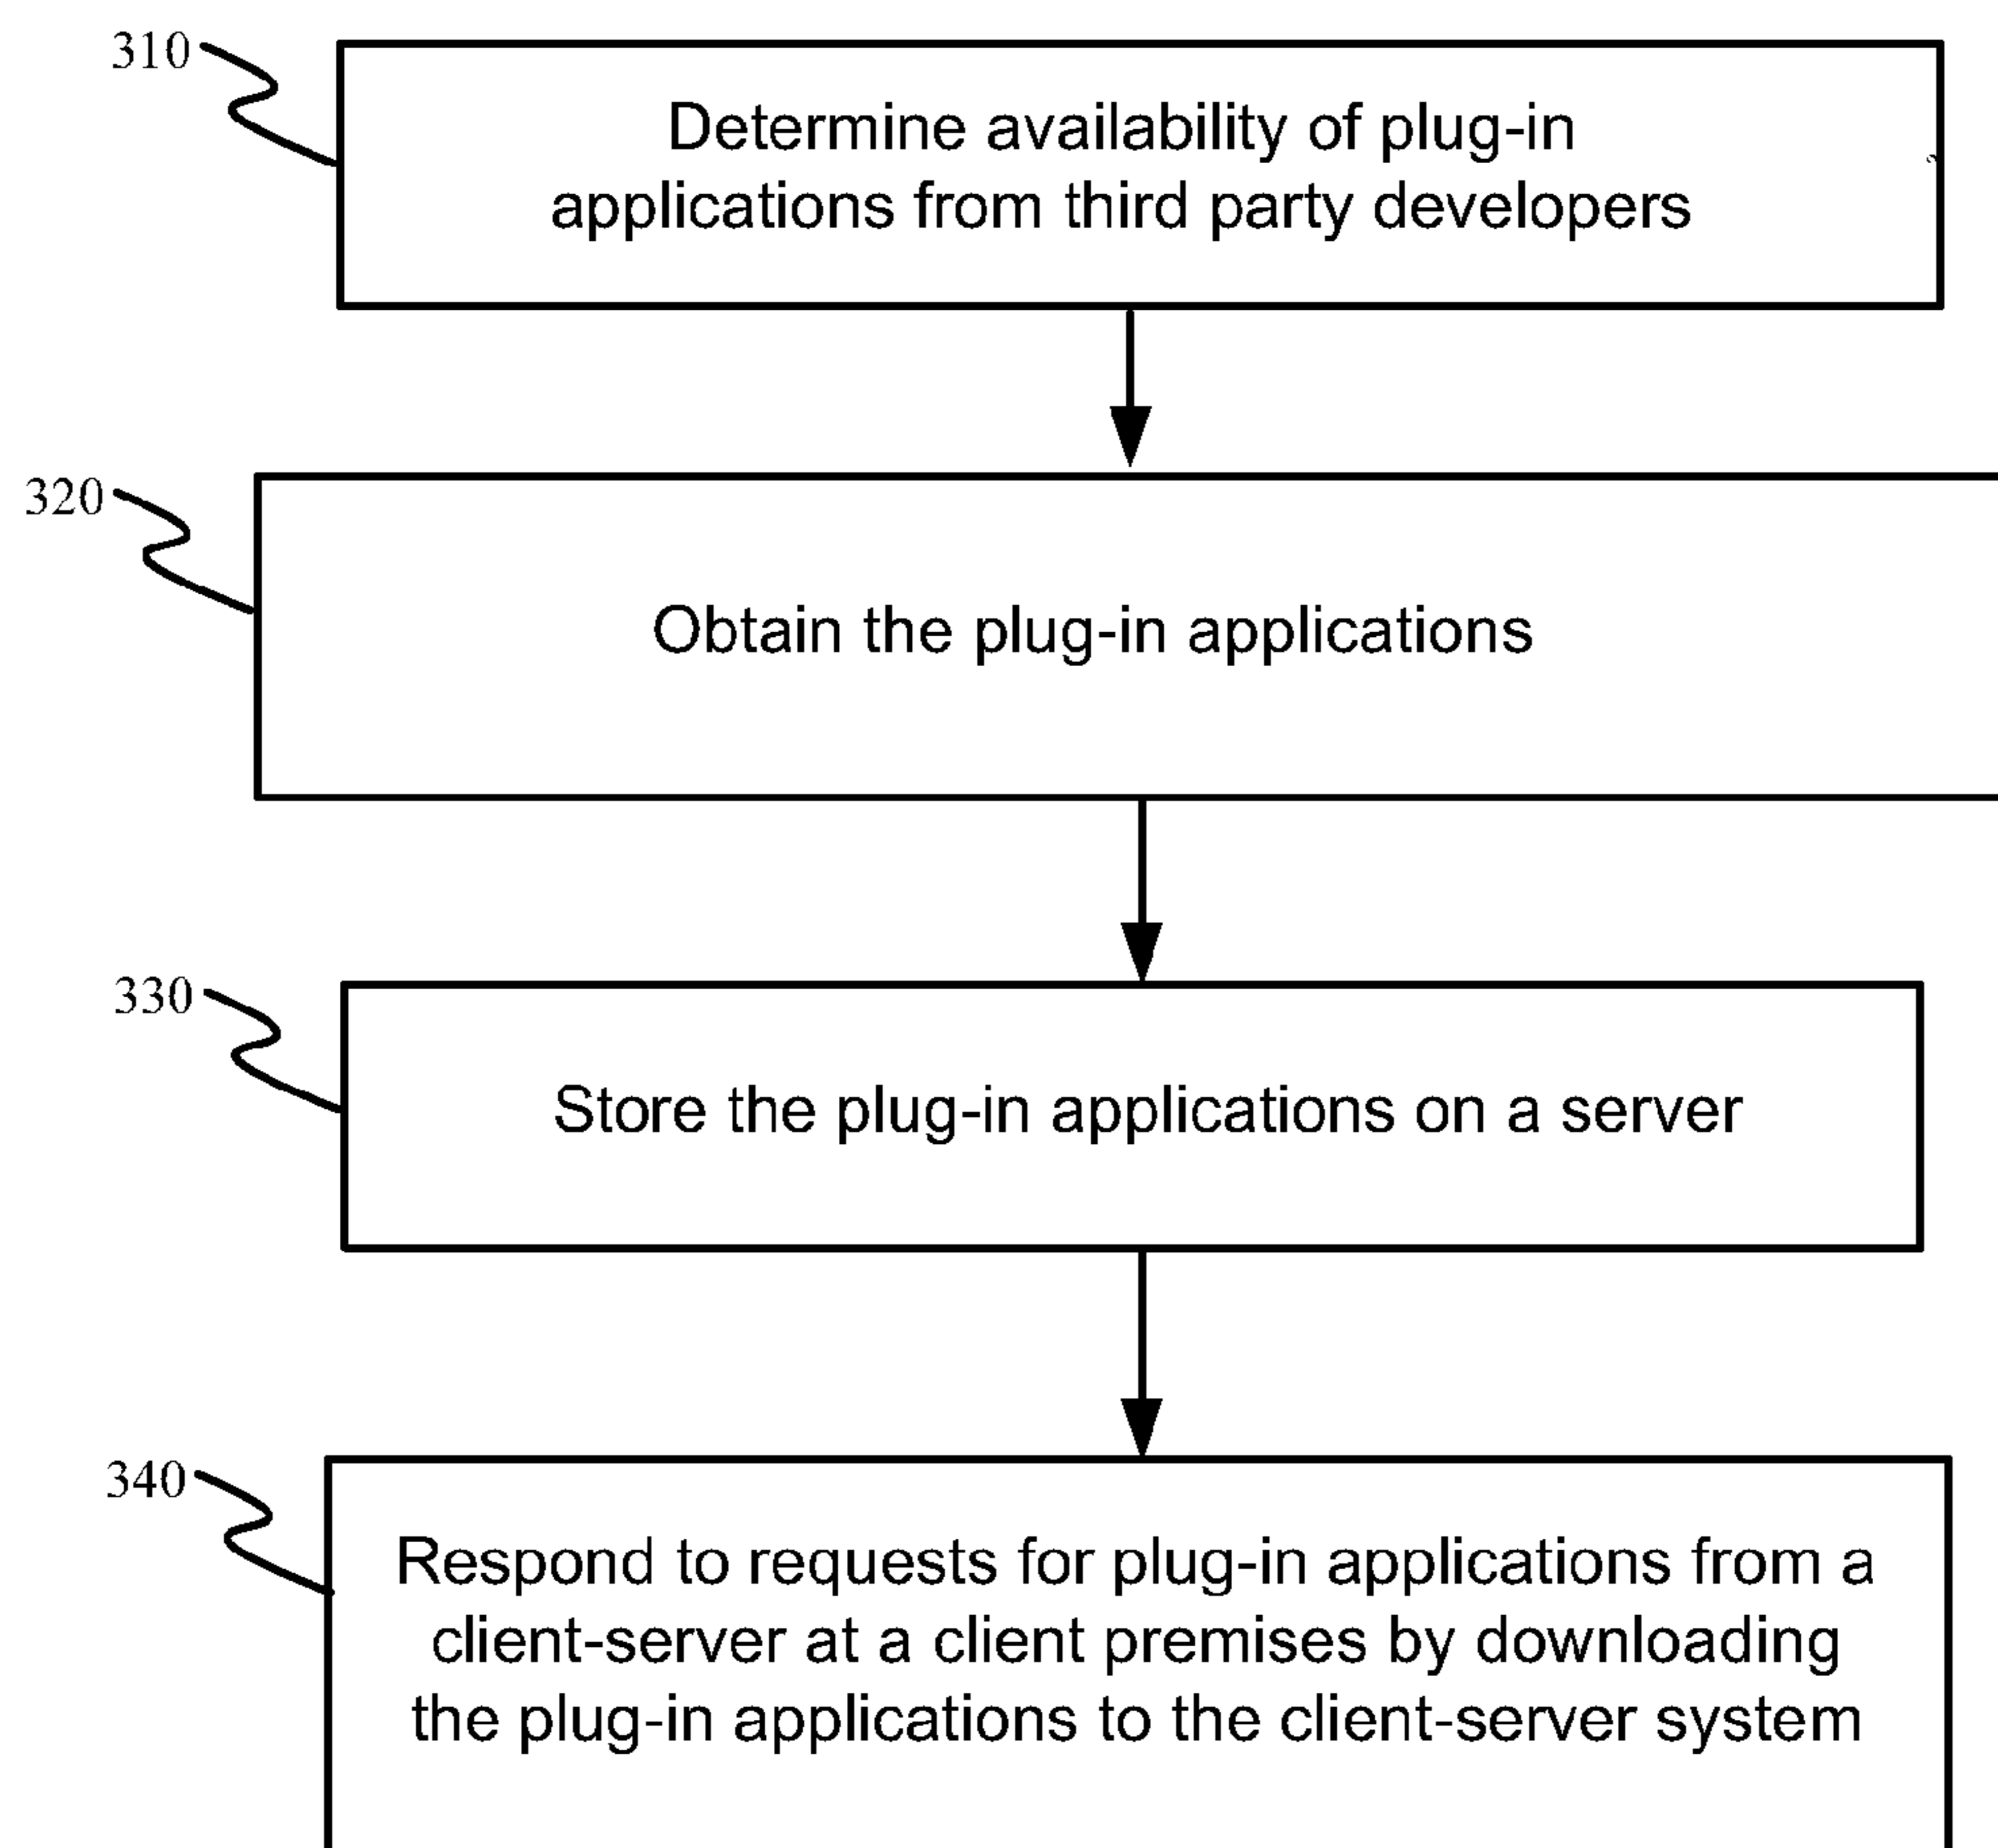 310
Determine availability of plug-in
applications from third party developers
320
Obtain the plug-in applications
330
Store the plug-in applications on a server
340
Respond to requests for plug-in applications from a
client-server at a client premises by downloading
the plug-in applications to the client-server system